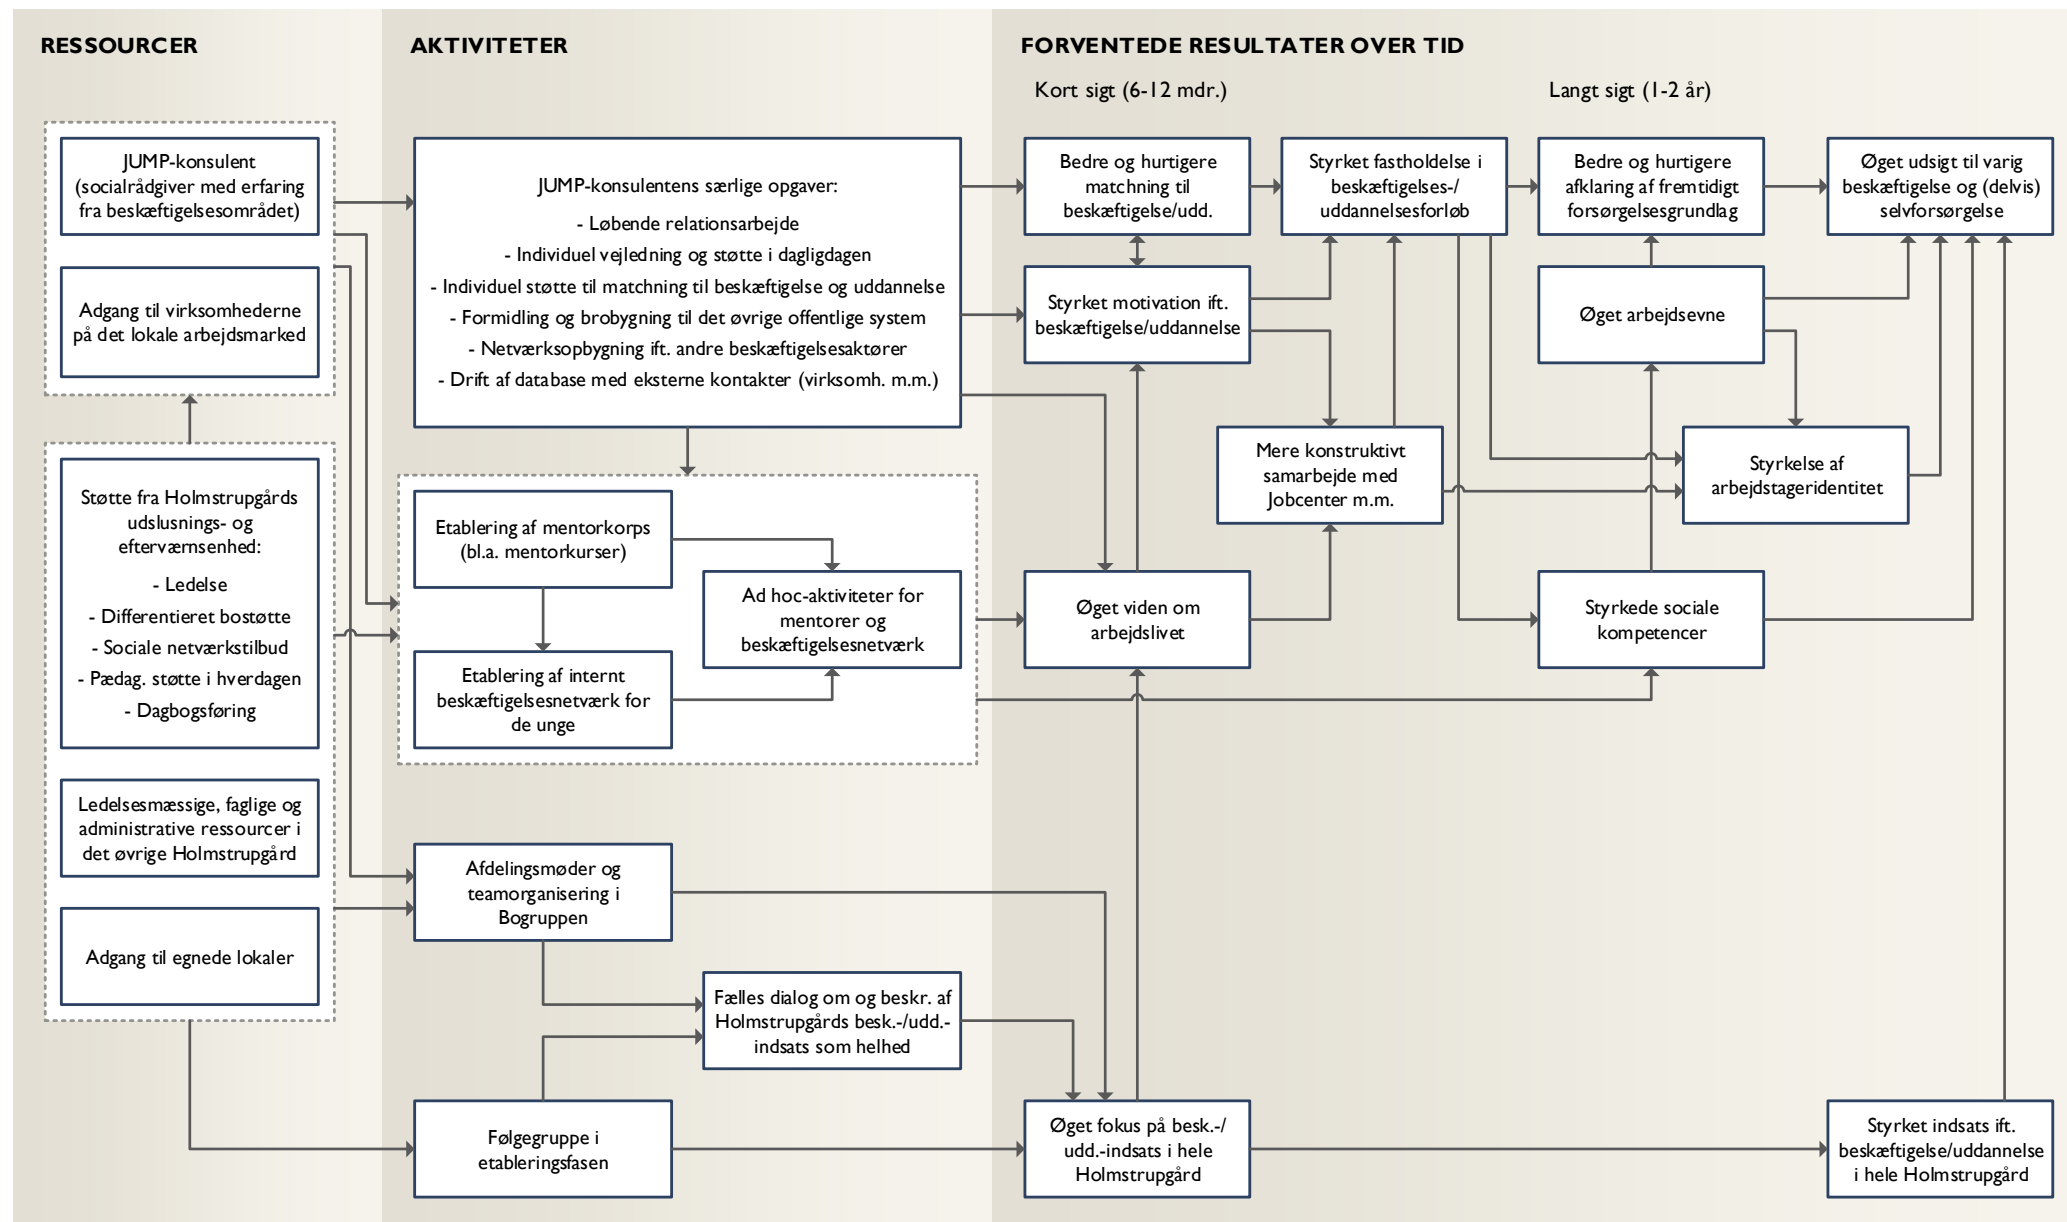 RESSOURCER
AKTIVITETER
FORVENTEDE RESULTATER OVER TID
Kort sigt (6-12 mdr.)
Langt sigt (1-2 år)
JUMP-konsulent
(socialrådgiver med erfaring
fra beskæftigelsesområdet)
Adgang til virksomhederne
på det lokale arbejdsmarked
Støtte fra Holmstrupgårds
udslusnings- og
efterværnsenhed:
- Ledelse
- Differentieret bostøtte
- Sociale netværkstilbud
- Pædag. støtte i hverdagen
- Dagbogsføring
Ledelsesmæssige, faglige og
administrative ressourcer i
det øvrige Holmstrupgård
Adgang til egnede lokaler
JUMP-konsulentens særlige opgaver:
- Løbende relationsarbejde
- Individuel vejledning og støtte i dagligdagen
- Individuel støtte til matchning til beskæftigelse og uddannelse
- Formidling og brobygning til det øvrige offentlige system
- Netværksopbygning ift. andre beskæftigelsesaktører
- Drift af database med eksterne kontakter (virksomh. m.m.)
Etablering af mentorkorps
(bl.a. mentorkurser)
Ad hoc-aktiviteter for
mentorer og
beskæftigelsesnetværk
Etablering af internt
beskæftigelsesnetværk for
de unge
Afdelingsmøder og
teamorganisering i
Bogruppen
Fælles dialog om og beskr. af
Holmstrupgårds besk.-/udd.-
indsats som helhed
Følgegruppe i
etableringsfasen
Bedre og hurtigere
matchning til
beskæftigelse/udd.
Styrket fastholdelse i
beskæftigelses-/
uddannelsesforløb
Bedre og hurtigere
afklaring af fremtidigt
forsørgelsesgrundlag
Øget udsigt til varig
beskæftigelse og (delvis)
selvforsørgelse
Styrket motivation ift.
beskæftigelse/uddannelse
Øget arbejdsevne
Mere konstruktivt
samarbejde med
Jobcenter m.m.
Styrkelse af
arbejdstageridentitet
Øget viden om
arbejdslivet
Styrkede sociale
kompetencer
Øget fokus på besk.-/
udd.-indsats i hele
Holmstrupgård
Styrket indsats ift.
beskæftigelse/uddannelse
i hele Holmstrupgård